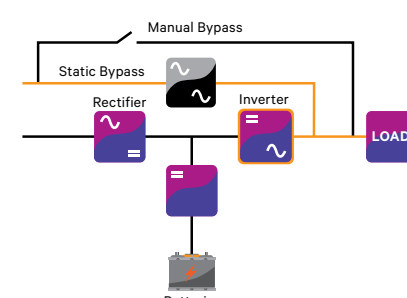 Manual Bypass
Static Bypass
Rectifier
Inverter
LOAD